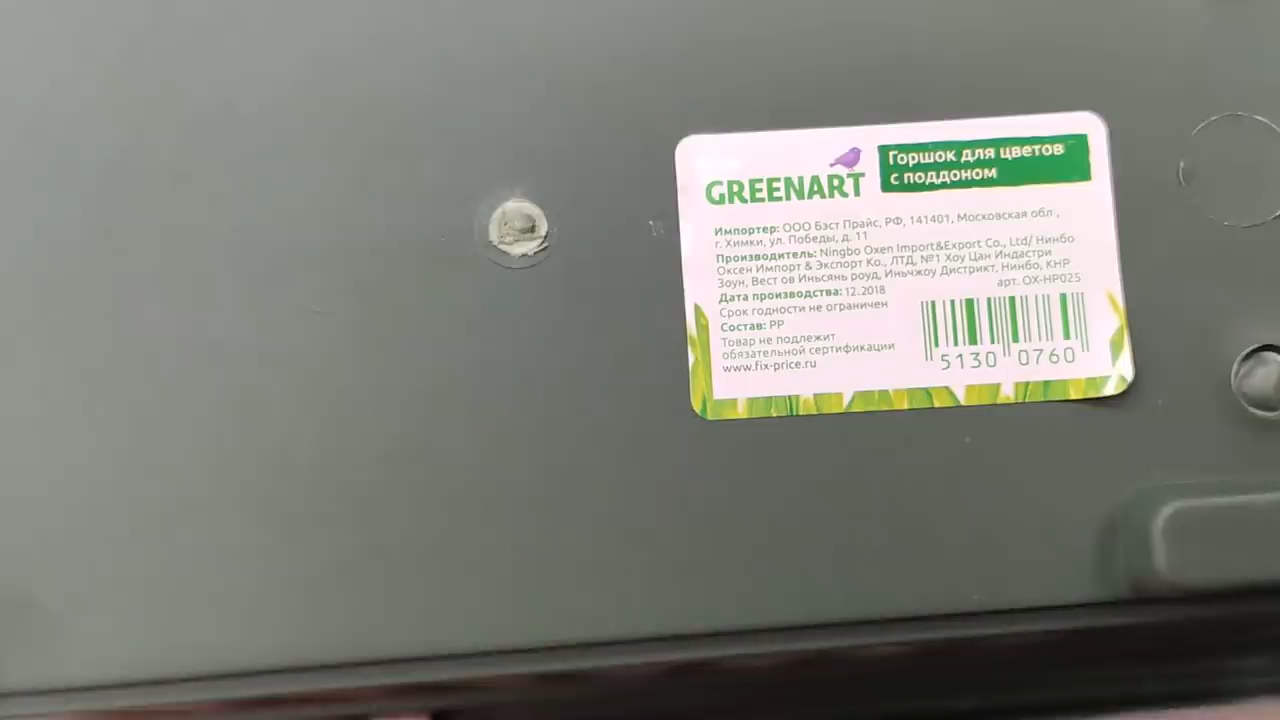 GREENART
Горшок для цветов
с поддоном
Импортер: ООО Бэст Прайс, РФ, 141401, Московская обл.,
г. Химки, ул. Победы, д. 11
Производитель: Ningbo Oxen Import&Export Co., Ltd/ Нинбо
Оксен Импорт & Экспорт Ко., ЛТД, №1 Хоу Цан Индастри
Зоун, Вест ов Иньсянь роуд, Иньчжоу Дистрикт, Нинбо, КНР
арт. OX-HP025
Дата производства: 12.2018
Срок годности не ограничен
Состав: PP
Товар не подлежит
обязательной сертификации
www.fix-price.ru
5130 0760